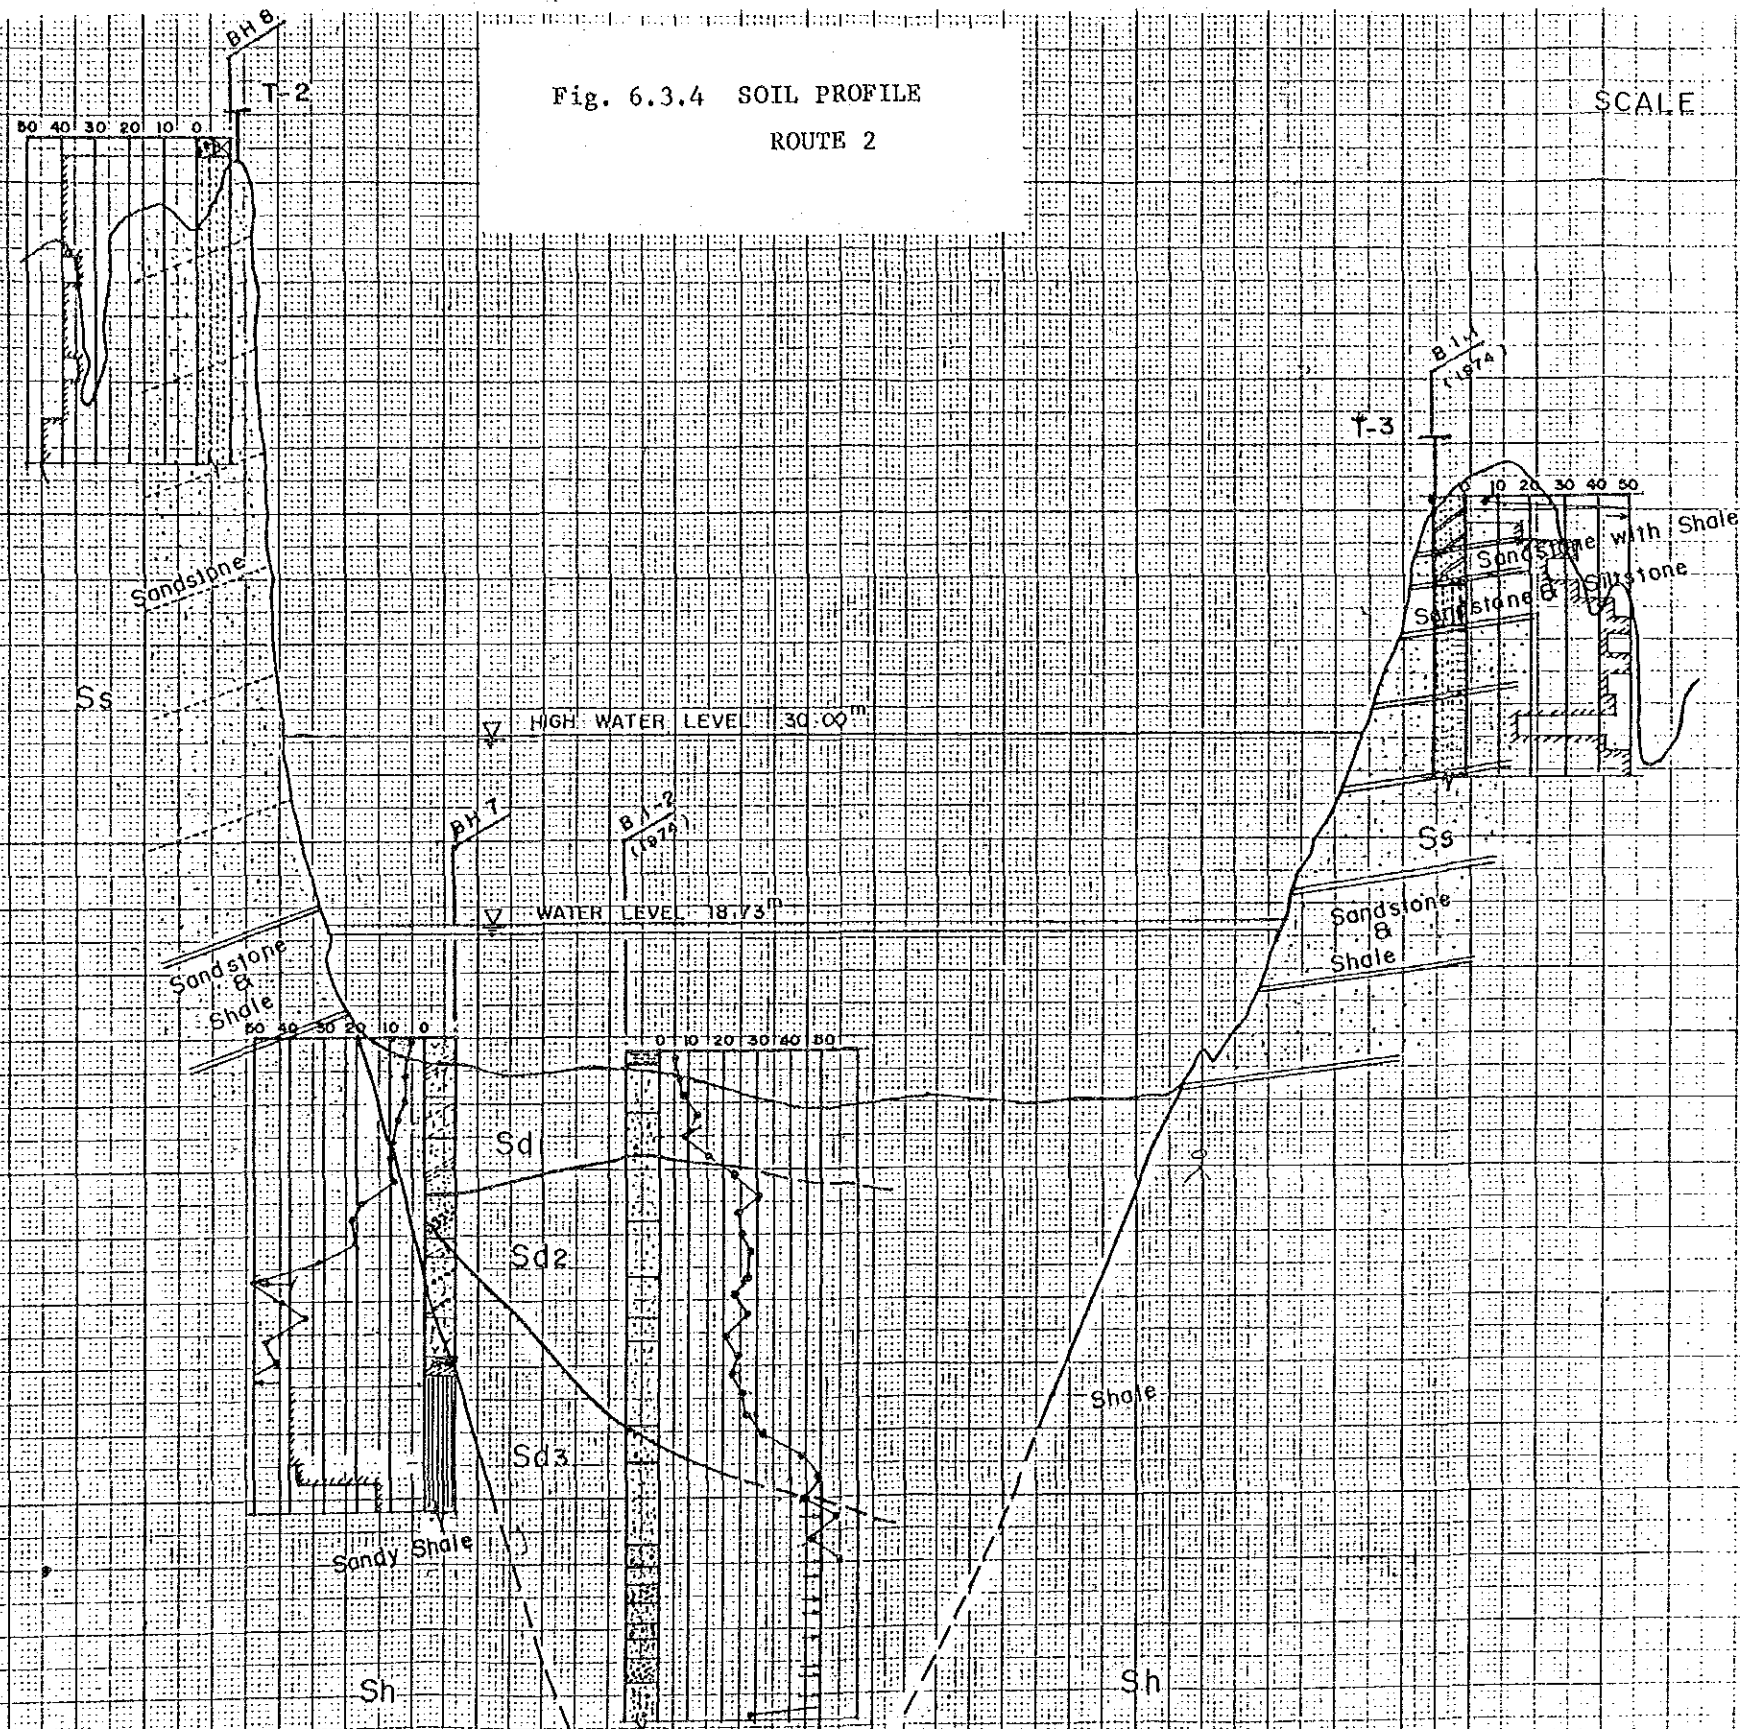 BH 8
T-2
Fig. 6.3.4 SOIL PROFILE
ROUTE 2
SCALE
50 40 30 20 10 0
B 1-1
(1974)
T-3
0 10 20 30 40 50
Sandstone with Shale
Sandstone & Siltstone
Sandstone
Ss
HIGH WATER LEVEL 30.00m
BH 7
B 1-2
(1974)
Ss
WATER LEVEL 18.73m
Sandstone
&
Shale
Sandstone
&
Shale
50 40 30 20 10 0
0 10 20 30 40 50
Sd
Sd2
Shale
Sd3
Sandy Shale
Sh
Sh